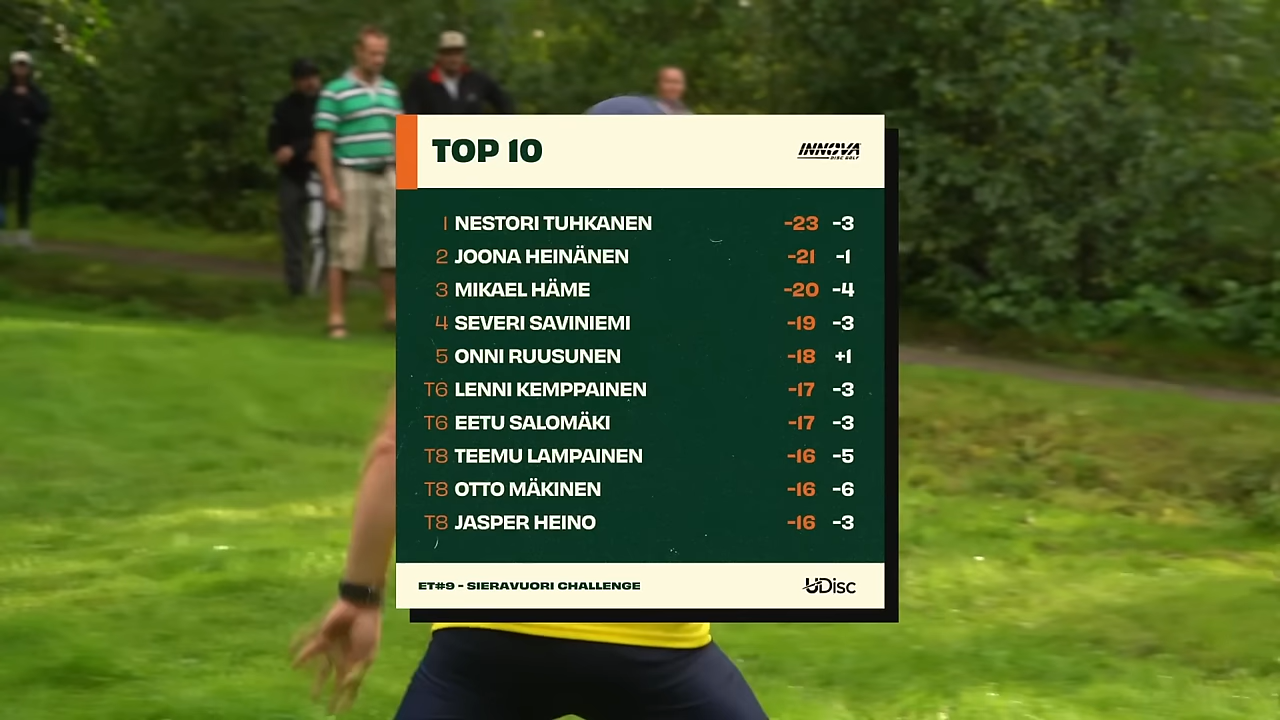 TOP 10
INNOVA
DISC GOLF
1 NESTORI TUHKANEN -23 -3
2 JOONA HEINÄNEN -21 -1
3 MIKAEL HÄME -20 -4
4 SEVERI SAVINIEMI -19 -3
5 ONNI RUUSUNEN -18 +1
T6 LENNI KEMPPAINEN -17 -3
T6 EETU SALOMÄKI -17 -3
T8 TEEMU LAMPAINEN -16 -5
T8 OTTO MÄKINEN -16 -6
T8 JASPER HEINO -16 -3
ET#9 - SIERAVUORI CHALLENGE
UDisc